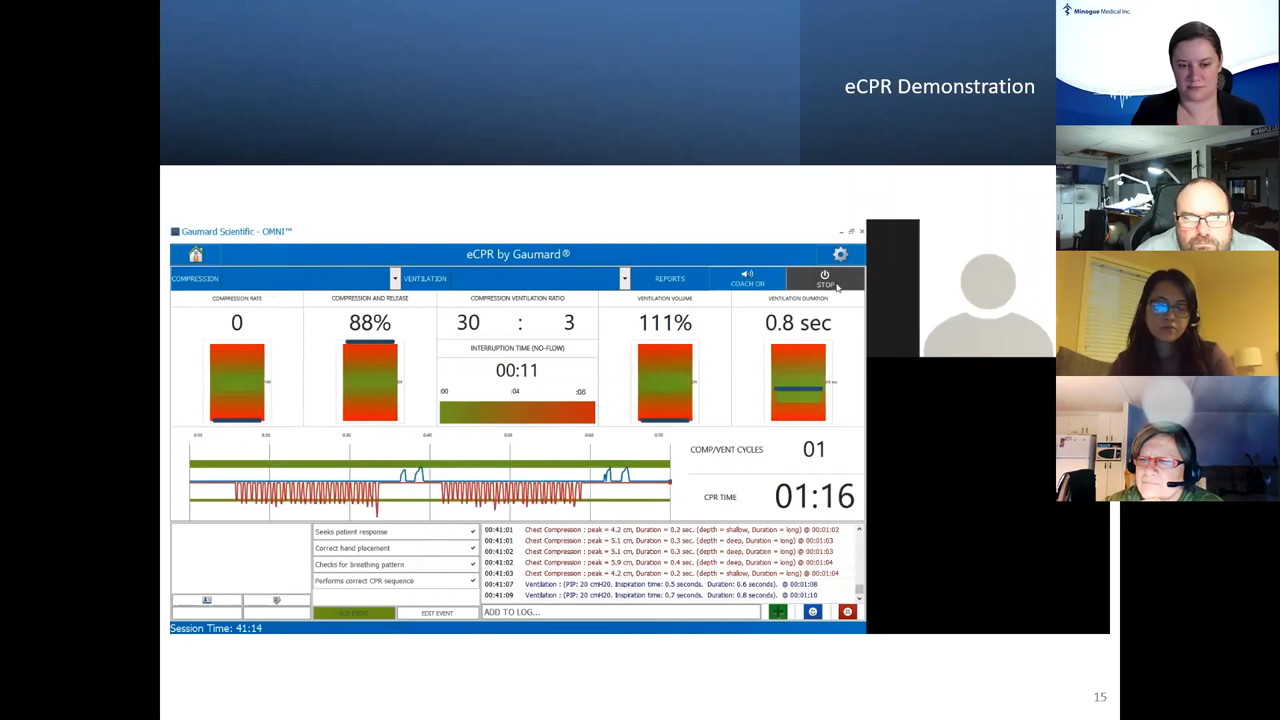 Minogue Medical Inc.
eCPR Demonstration
Gaumard Scientific - OMNI™
eCPR by Gaumard®
COMPRESSION
VENTILATION
REPORTS
COACH ON
STOP
COMPRESSION RATE
COMPRESSION AND RELEASE
COMPRESSION VENTILATION RATIO
VENTILATION VOLUME
VENTILATION DURATION
0
88%
30 : 3
111%
0.8 sec
INTERRUPTION TIME (NO-FLOW)
00:11
:00 :04 :08
COMP/VENT CYCLES 01
CPR TIME 01:16
Seeks patient response
Correct hand placement
Checks for breathing pattern
Performs correct CPR sequence
00:41:01 Chest Compression : peak = 4.2 cm, Duration = 0.2 sec. (depth = shallow, Duration = long) @ 00:01:02
00:41:01 Chest Compression : peak = 5.1 cm, Duration = 0.3 sec. (depth = deep, Duration = long) @ 00:01:03
00:41:02 Chest Compression : peak = 5.1 cm, Duration = 0.3 sec. (depth = deep, Duration = long) @ 00:01:03
00:41:02 Chest Compression : peak = 5.9 cm, Duration = 0.4 sec. (depth = deep, Duration = long) @ 00:01:04
00:41:03 Chest Compression : peak = 4.2 cm, Duration = 0.2 sec. (depth = shallow, Duration = long) @ 00:01:04
00:41:07 Ventilation : (PIP: 20 cmH20. Inspiration time: 0.5 seconds. Duration: 0.6 seconds). @ 00:01:08
00:41:09 Ventilation : (PIP: 20 cmH20. Inspiration time: 0.7 seconds. Duration: 0.8 seconds). @ 00:01:10
ADD EVENT
EDIT EVENT
ADD TO LOG...
Session Time: 41:14
15